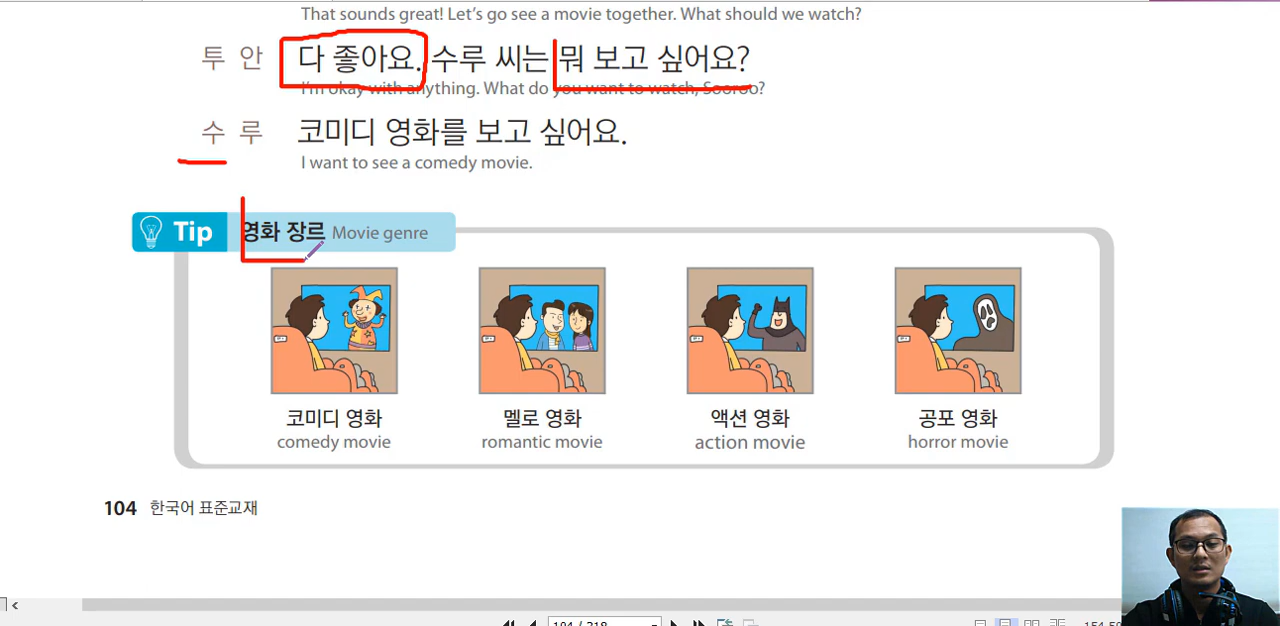 That sounds great! Let's go see a movie together. What should we watch?
투 안 다 좋아요. 수루 씨는 뭐 보고 싶어요?
I'm okay with anything. What do you want to watch, Sooroo?
수 루 코미디 영화를 보고 싶어요.
I want to see a comedy movie.
Tip 영화 장르 Movie genre
코미디 영화 멜로 영화 액션 영화 공포 영화
comedy movie romantic movie action movie horror movie
104 한국어 표준교재
104 / 218